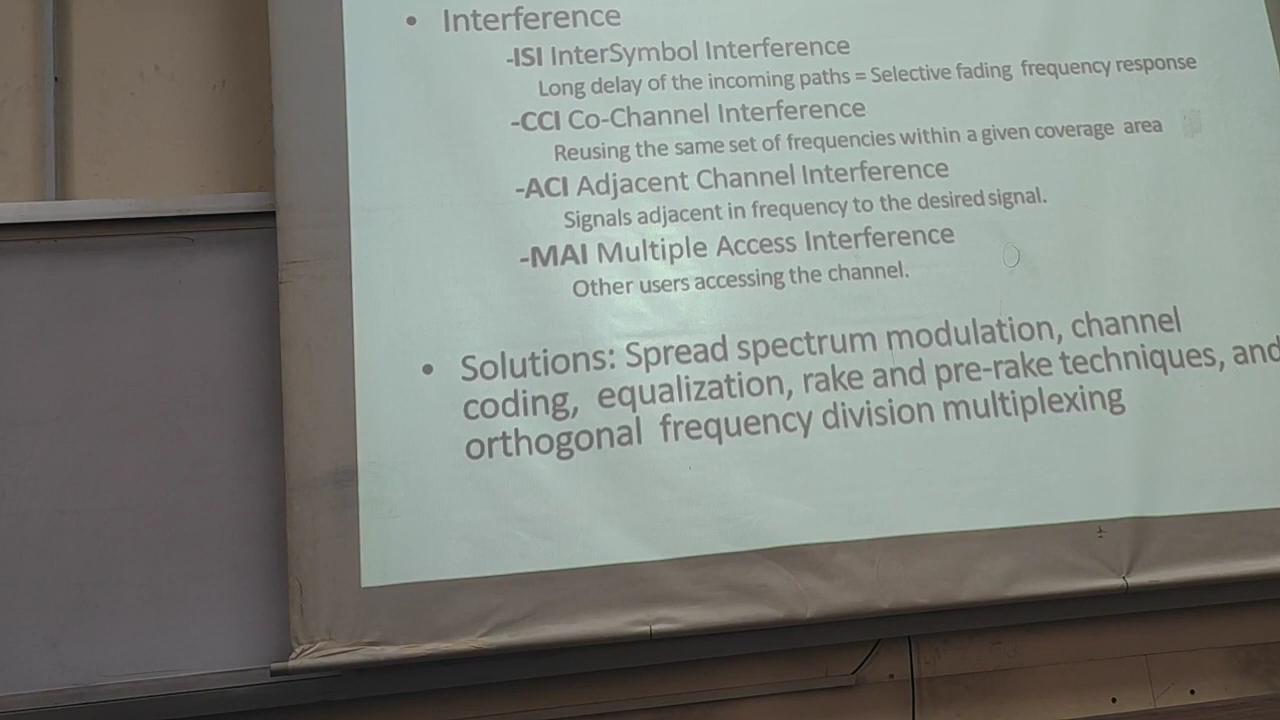 • Interference
-ISI InterSymbol Interference
Long delay of the incoming paths = Selective fading frequency response
-CCI Co-Channel Interference
Reusing the same set of frequencies within a given coverage area
-ACI Adjacent Channel Interference
Signals adjacent in frequency to the desired signal.
-MAI Multiple Access Interference
Other users accessing the channel.
• Solutions: Spread spectrum modulation, channel
coding, equalization, rake and pre-rake techniques, and
orthogonal frequency division multiplexing